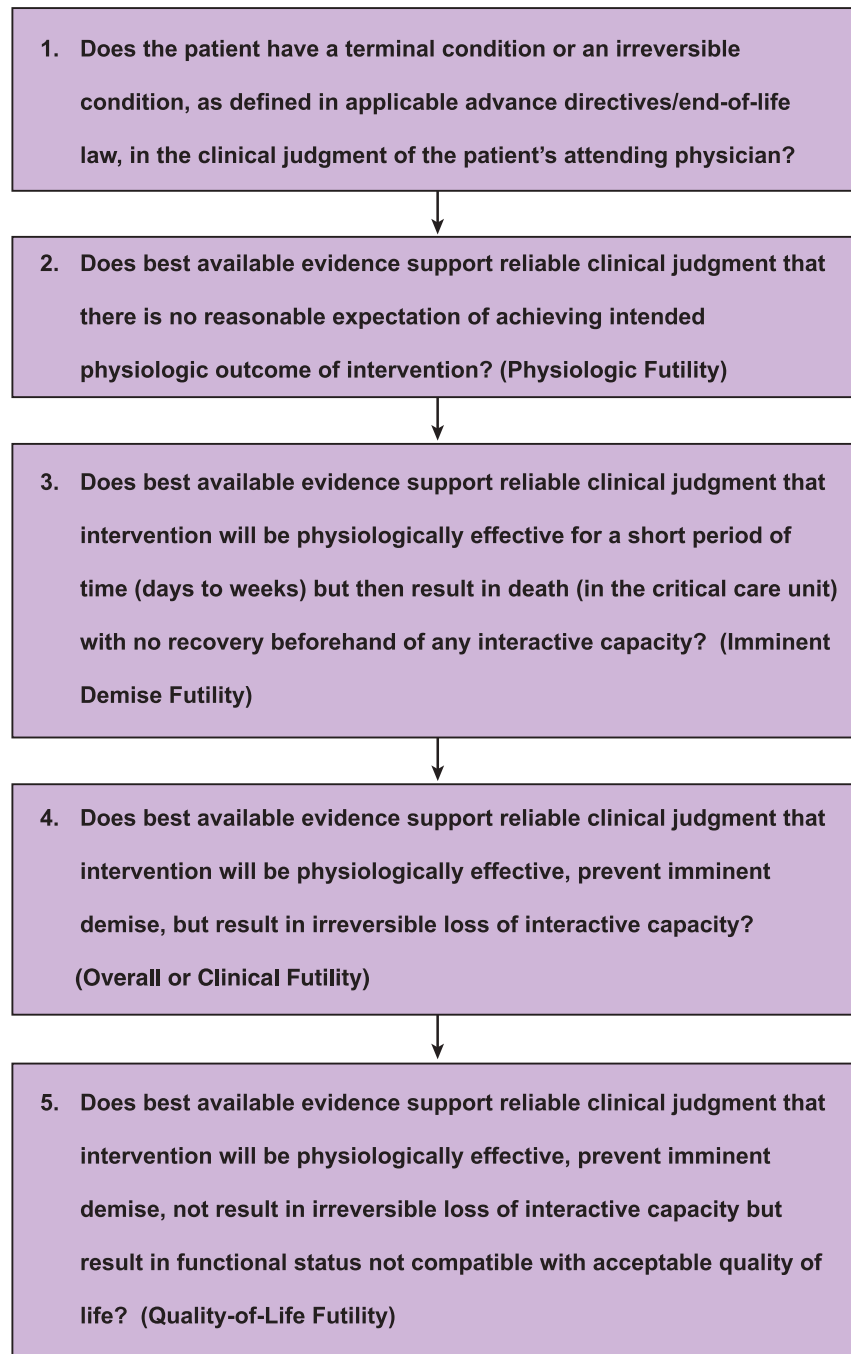 1. Does the patient have a terminal condition or an irreversible
condition, as defined in applicable advance directives/end-of-life
law, in the clinical judgment of the patient’s attending physician?
2. Does best available evidence support reliable clinical judgment that
there is no reasonable expectation of achieving intended
physiologic outcome of intervention? (Physiologic Futility)
3. Does best available evidence support reliable clinical judgment that
intervention will be physiologically effective for a short period of
time (days to weeks) but then result in death (in the critical care unit)
with no recovery beforehand of any interactive capacity? (Imminent
Demise Futility)
4. Does best available evidence support reliable clinical judgment that
intervention will be physiologically effective, prevent imminent
demise, but result in irreversible loss of interactive capacity?
(Overall or Clinical Futility)
5. Does best available evidence support reliable clinical judgment that
intervention will be physiologically effective, prevent imminent
demise, not result in irreversible loss of interactive capacity but
result in functional status not compatible with acceptable quality of
life? (Quality-of-Life Futility)